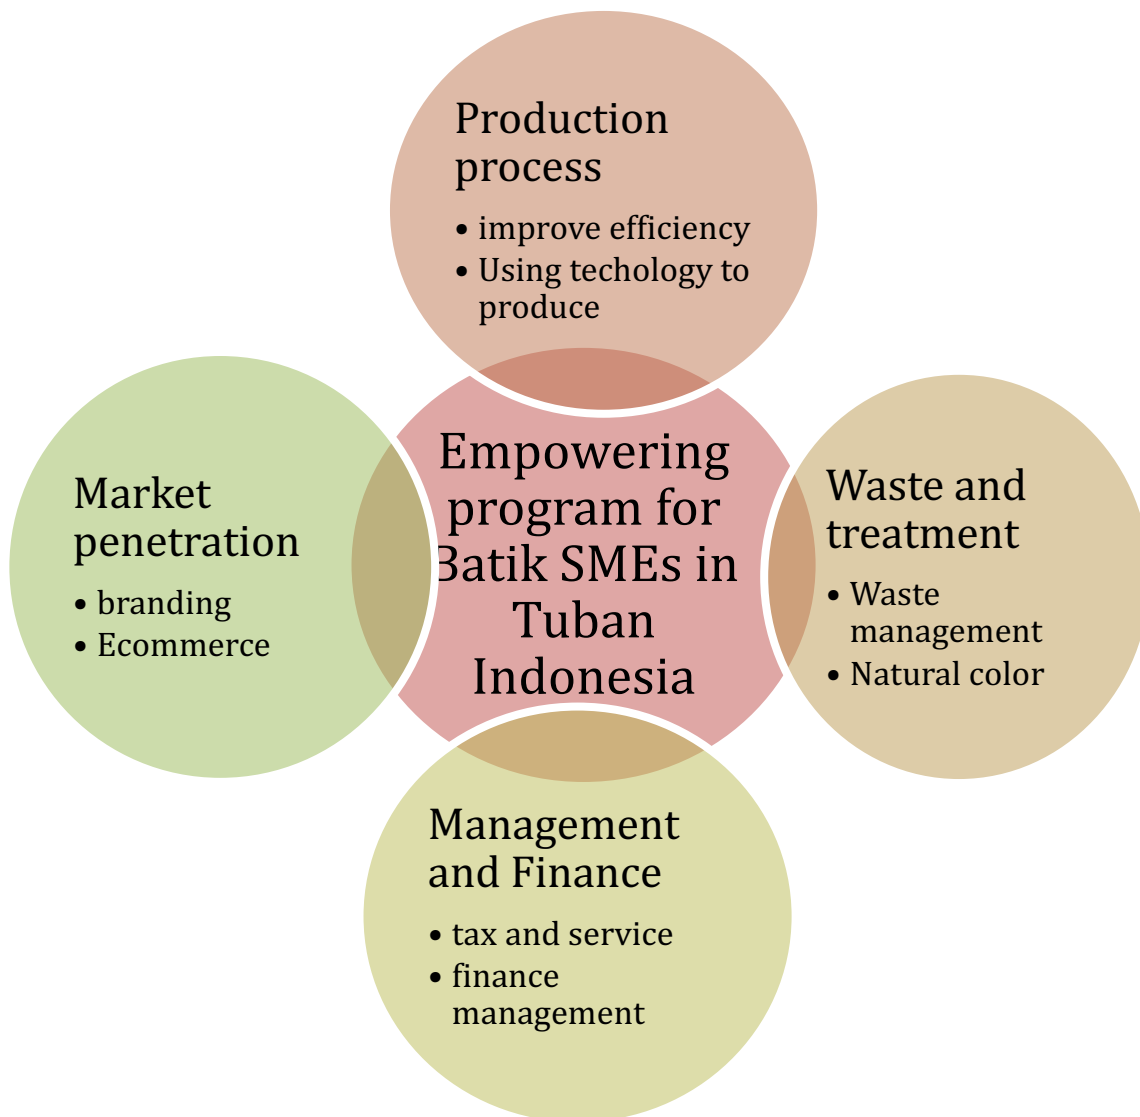 Production
process
• improve efficiency
• Using techology to
produce
Empowering
program for
Batik SMEs in
Tuban
Indonesia
Waste and
treatment
• Waste
management
• Natural color
Management
and Finance
• tax and service
• finance
management
Market
penetration
• branding
• Ecommerce